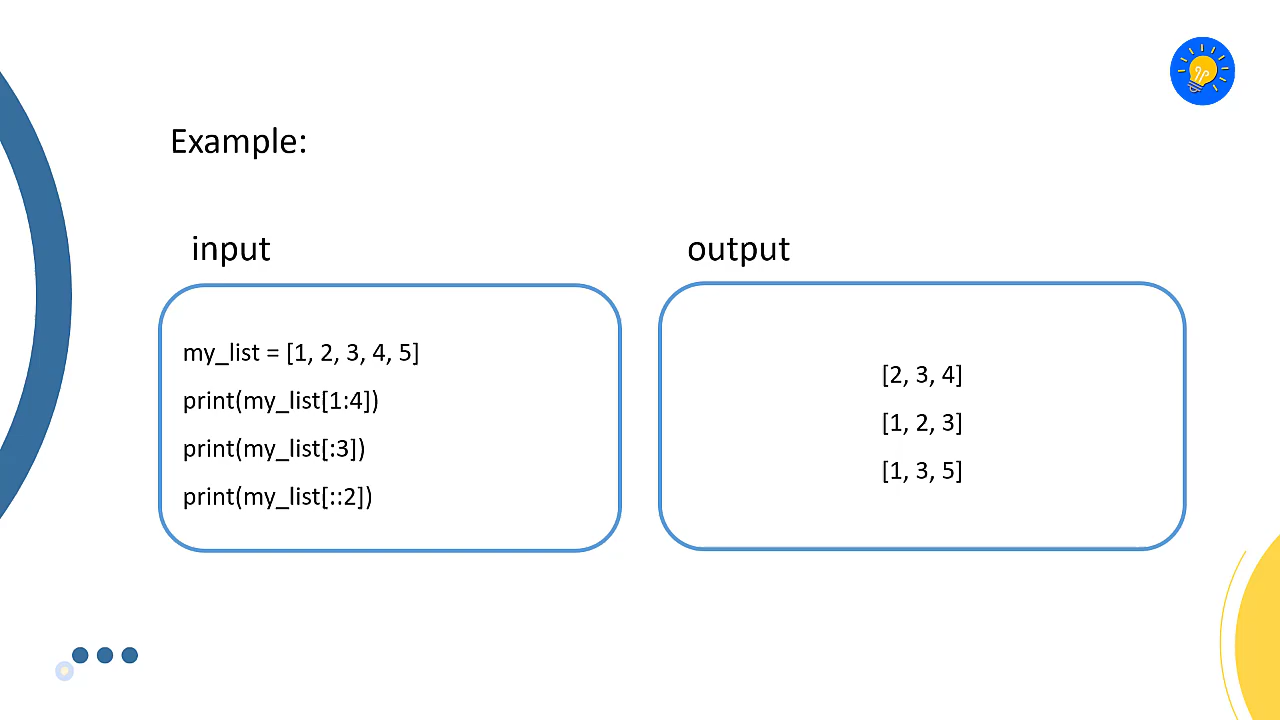 Example:
input
my_list = [1, 2, 3, 4, 5]
print(my_list[1:4])
print(my_list[:3])
print(my_list[::2])
output
[2, 3, 4]
[1, 2, 3]
[1, 3, 5]